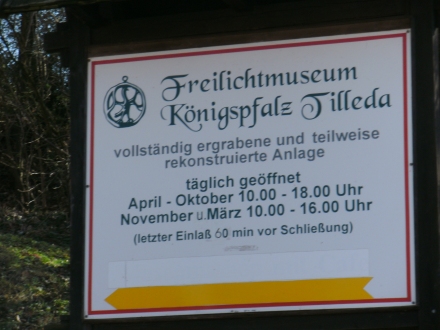 Freilichtmuseum
Königspfalz Tilleda
vollständig ergrabene und teilweise
rekonstruierte Anlage
täglich geöffnet
April - Oktober 10.00 - 18.00 Uhr
November u. März 10.00 - 16.00 Uhr
(letzter Einlaß 60 min vor Schließung)